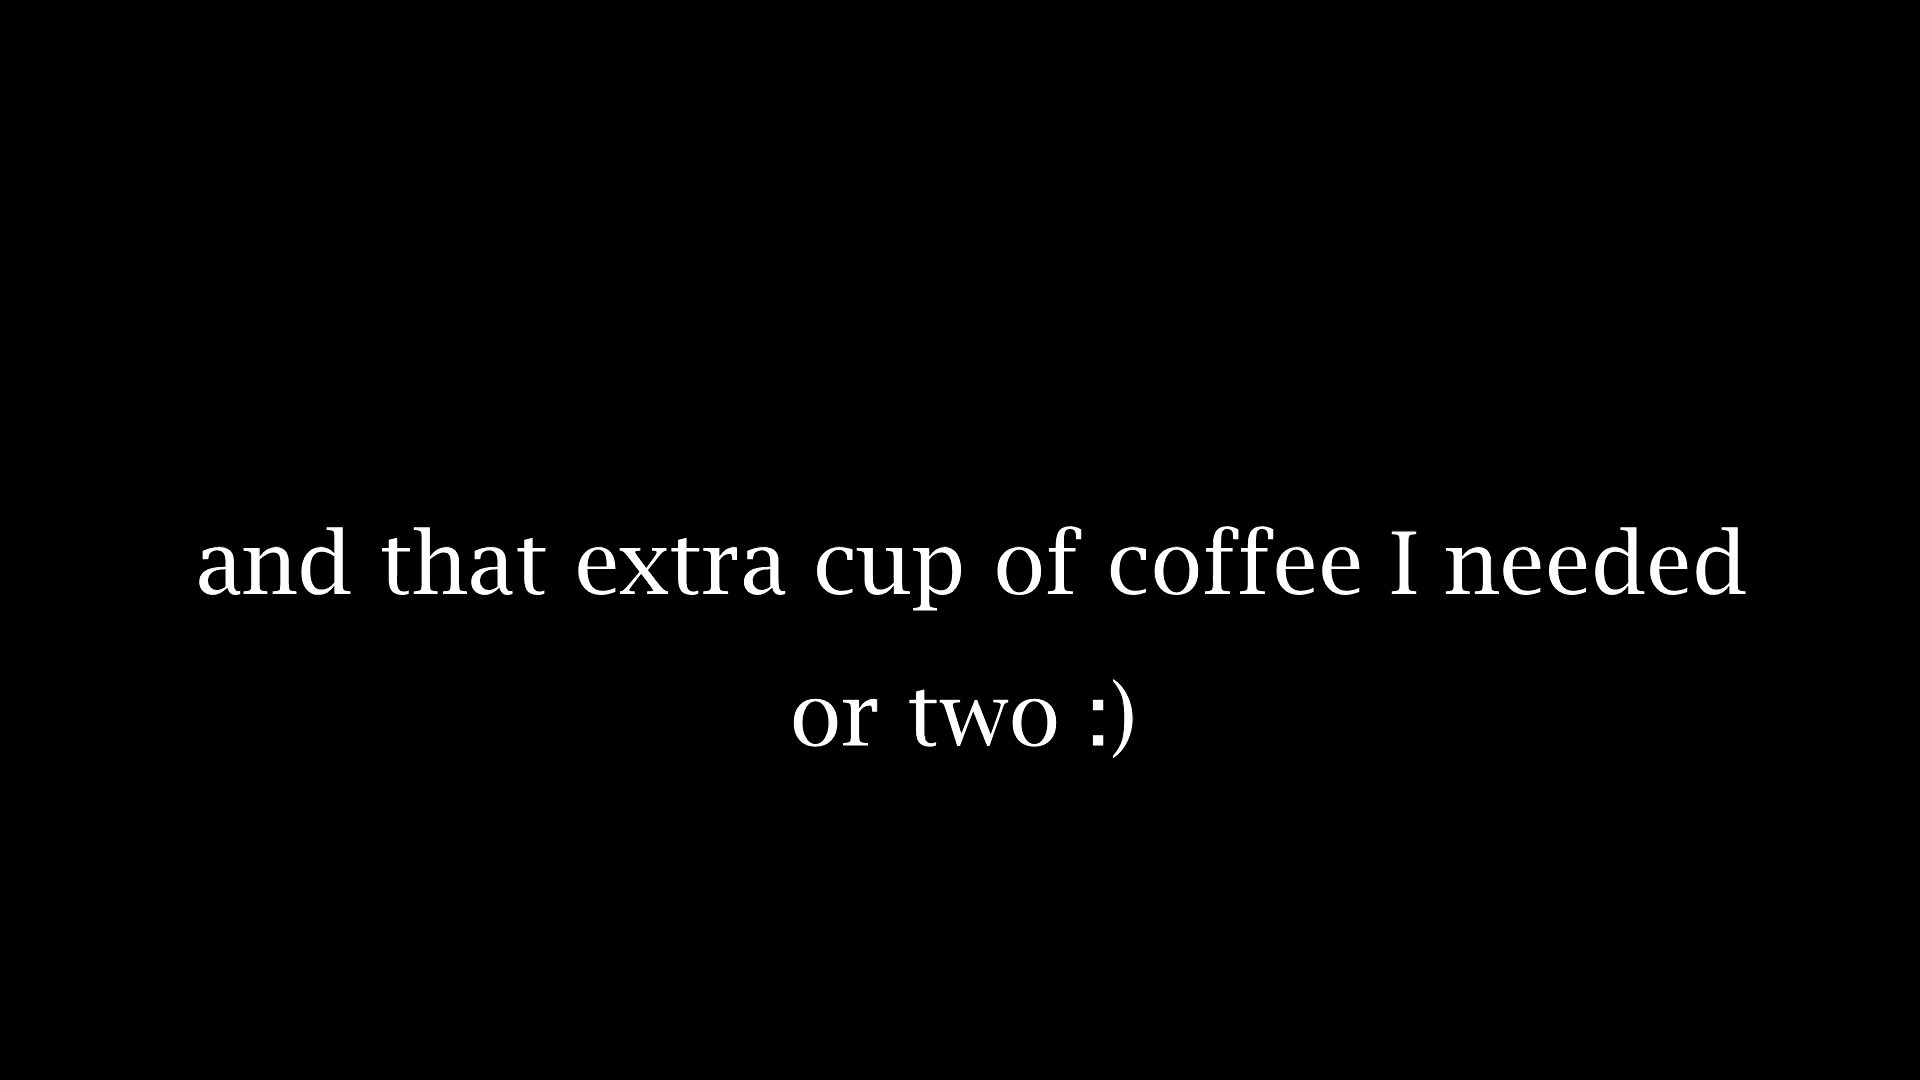 and that extra cup of coffee I needed
or two :)